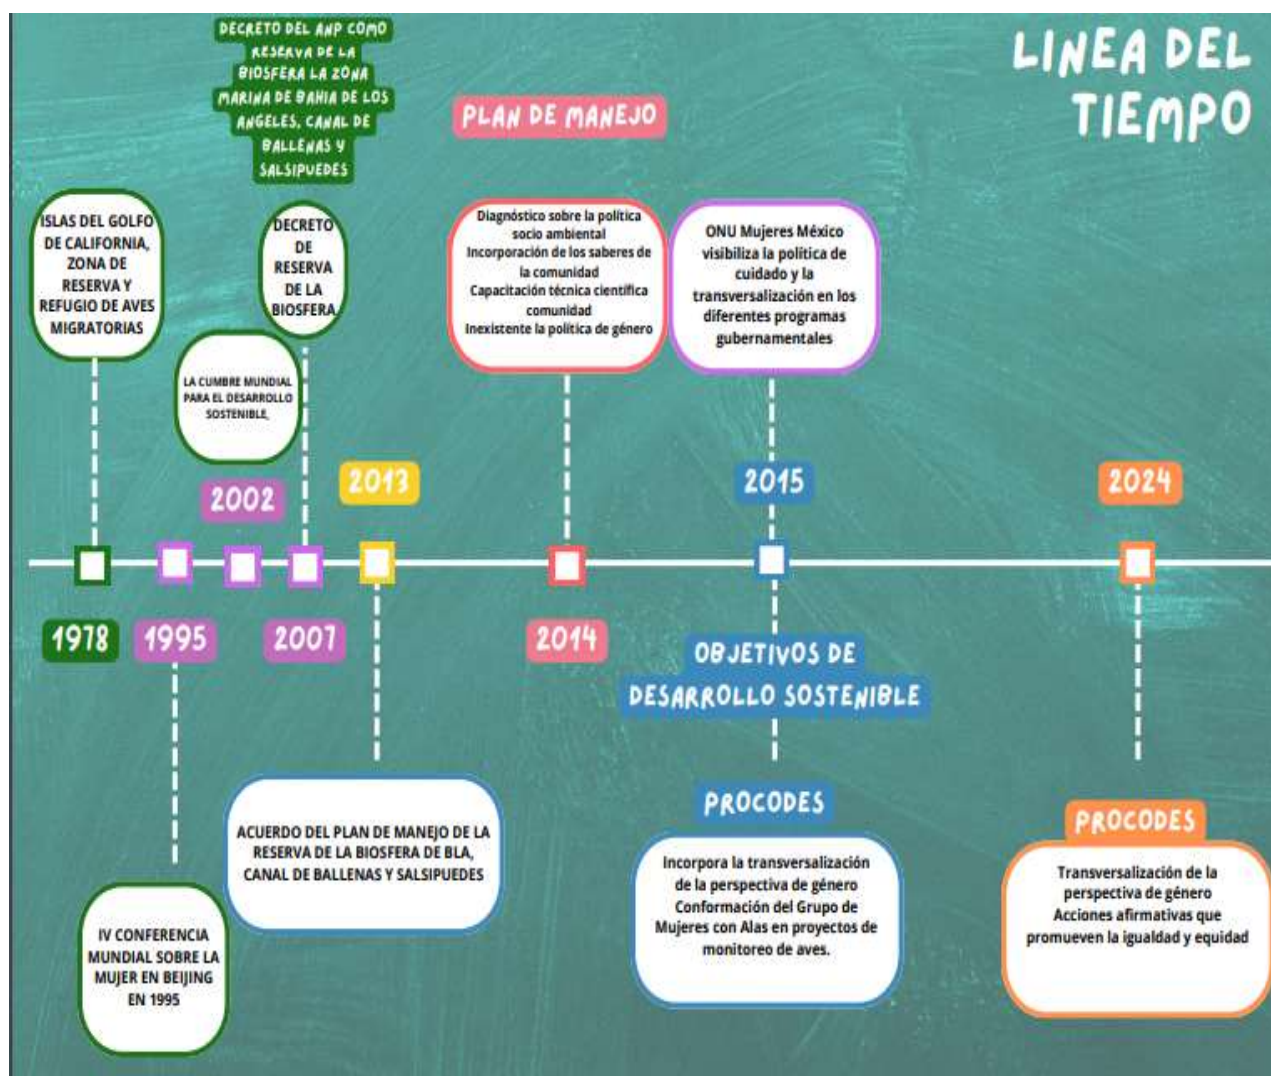 LINEA DEL
TIEMPO
DECRETO DEL ANP COMO
RESERVA DE LA
BIOSFERA LA ZONA
MARINA DE BAHIA DE LOS
ANGELES, CANAL DE
BALLENAS Y
SALSIPUEDES
PLAN DE MANEJO
ISLAS DEL GOLFO
DE CALIFORNIA,
ZONA DE
RESERVA Y
REFUGIO DE AVES
MIGRATORIAS
DECRETO
DE
RESERVA
DE LA
BIOSFERA
Diagnóstico sobre la política
socio ambiental
Incorporación de los saberes de
la comunidad
Capacitación técnica científica
comunidad
Inexistente la política de género
ONU Mujeres México
visibiliza la política de
cuidado y la
transversalización en los
diferentes programas
gubernamentales
LA CUMBRE MUNDIAL
PARA EL DESARROLLO
SOSTENIBLE,
2002
2013
2015
2024
1978
1995
2007
2014
OBJETIVOS DE
DESARROLLO SOSTENIBLE
ACUERDO DEL PLAN DE MANEJO DE LA
RESERVA DE LA BIOSFERA DE BLA,
CANAL DE BALLENAS Y SALSIPUEDES
PROCODES
Incorpora la transversalización
de la perspectiva de género
Conformación del Grupo de
Mujeres con Alas en proyectos de
monitoreo de aves.
PROCODES
Transversalización de la
perspectiva de género
Acciones afirmativas que
promueven la igualdad y equidad
IV CONFERENCIA
MUNDIAL SOBRE LA
MUJER EN BEIJING
EN 1995